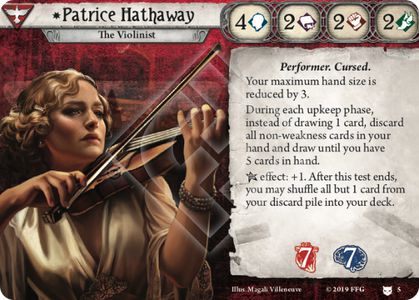 Patrice Hathaway
The Violinist
4 2 2 2
Performer. Cursed.
Your maximum hand size is
reduced by 3.
During each upkeep phase,
instead of drawing 1 card, discard
all non-weakness cards in your
hand and draw until you have
5 cards in hand.
effect: +1. After this test ends,
you may shuffle all but 1 card from
your discard pile into your deck.
7 7
Illus. Magali Villeneuve
© 2019 FFG
5